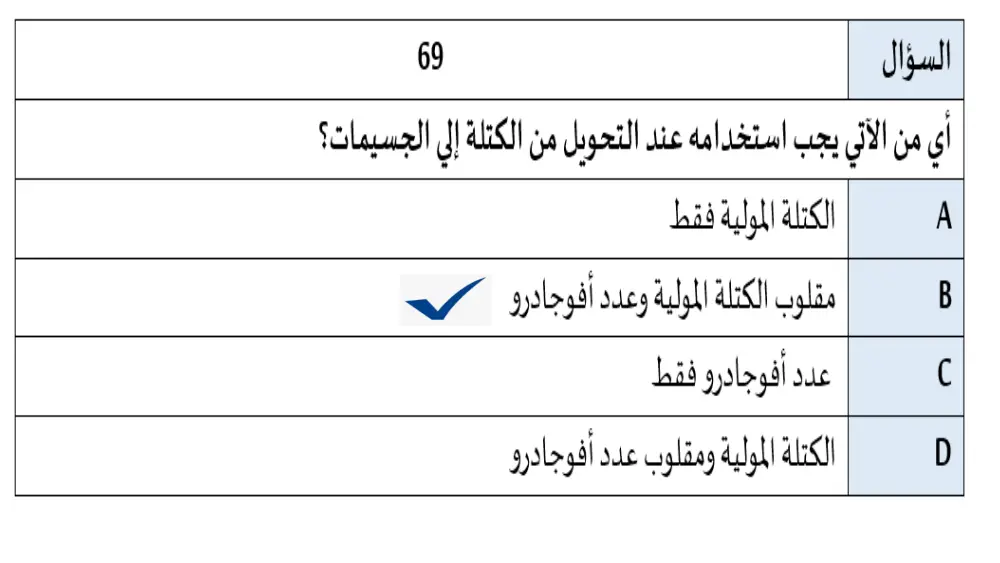 السؤال 69
أي من الآتي يجب استخدامه عند التحويل من الكتلة إلي الجسيمات؟
A الكتلة المولية فقط
B مقلوب الكتلة المولية وعدد أفوجادرو
C عدد أفوجادرو فقط
D الكتلة المولية ومقلوب عدد أفوجادرو